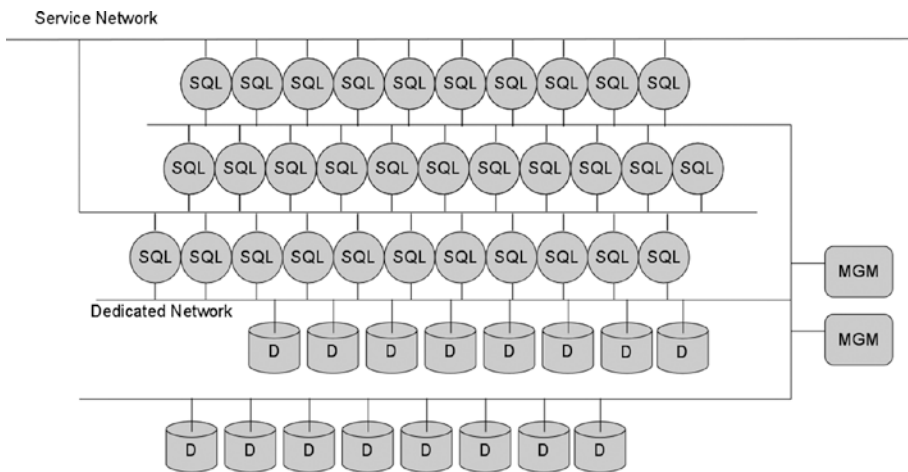 Service Network
SQL SQL SQL SQL SQL SQL SQL SQL SQL SQL
SQL SQL SQL SQL SQL SQL SQL SQL SQL SQL SQL
SQL SQL SQL SQL SQL SQL SQL SQL SQL SQL SQL
MGM
Dedicated Network
D D D D D D D D
MGM
D D D D D D D D